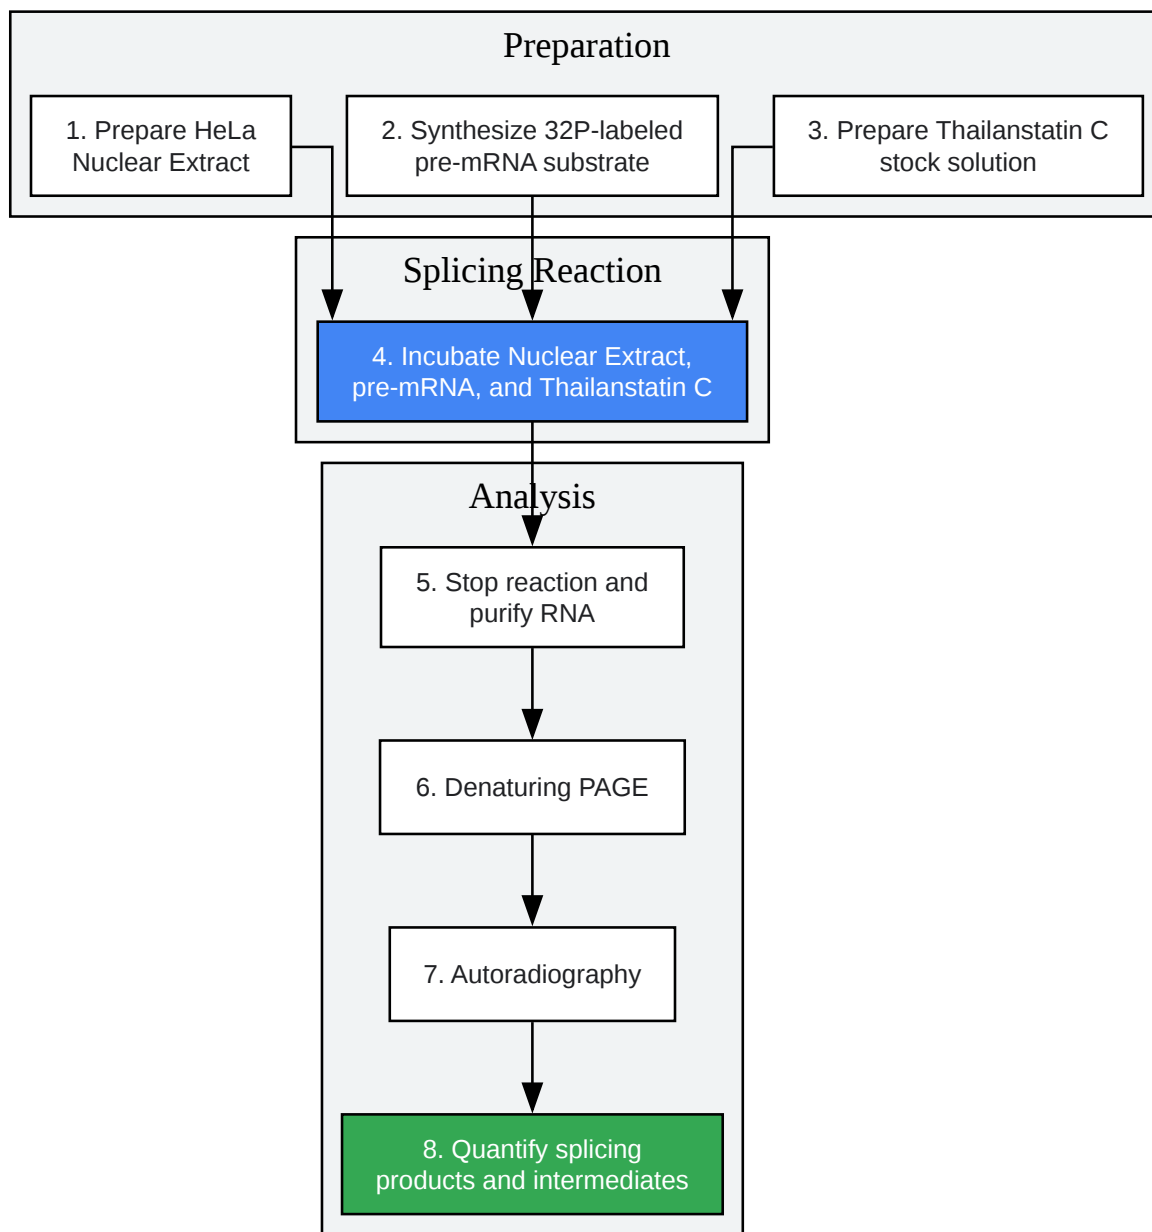 Preparation
1. Prepare HeLa
Nuclear Extract
2. Synthesize 32P-labeled
pre-mRNA substrate
3. Prepare Thailanstatin C
stock solution
Splicing Reaction
4. Incubate Nuclear Extract,
pre-mRNA, and Thailanstatin C
Analysis
5. Stop reaction and
purify RNA
6. Denaturing PAGE
7. Autoradiography
8. Quantify splicing
products and intermediates